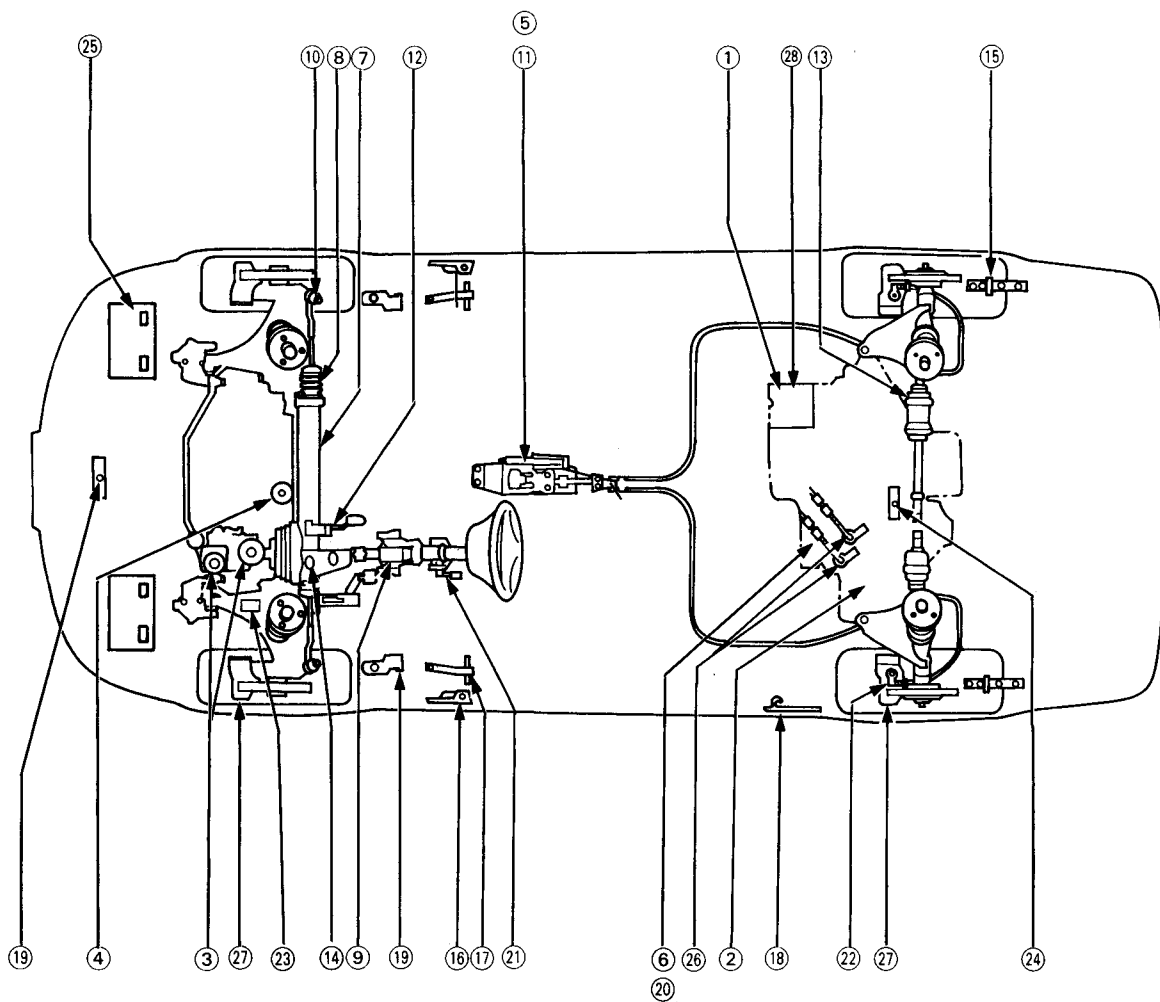 ⑤
㉕ ⑩ ⑧ ⑦ ⑫ ⑪ ① ㉘ ⑬ ⑮
⑲ ④ ③ ㉗ ㉓ ⑭ ⑨ ⑲ ⑯ ⑰ ㉑ ⑥ ㉖ ② ⑱ ㉒ ㉗ ㉔
⑳